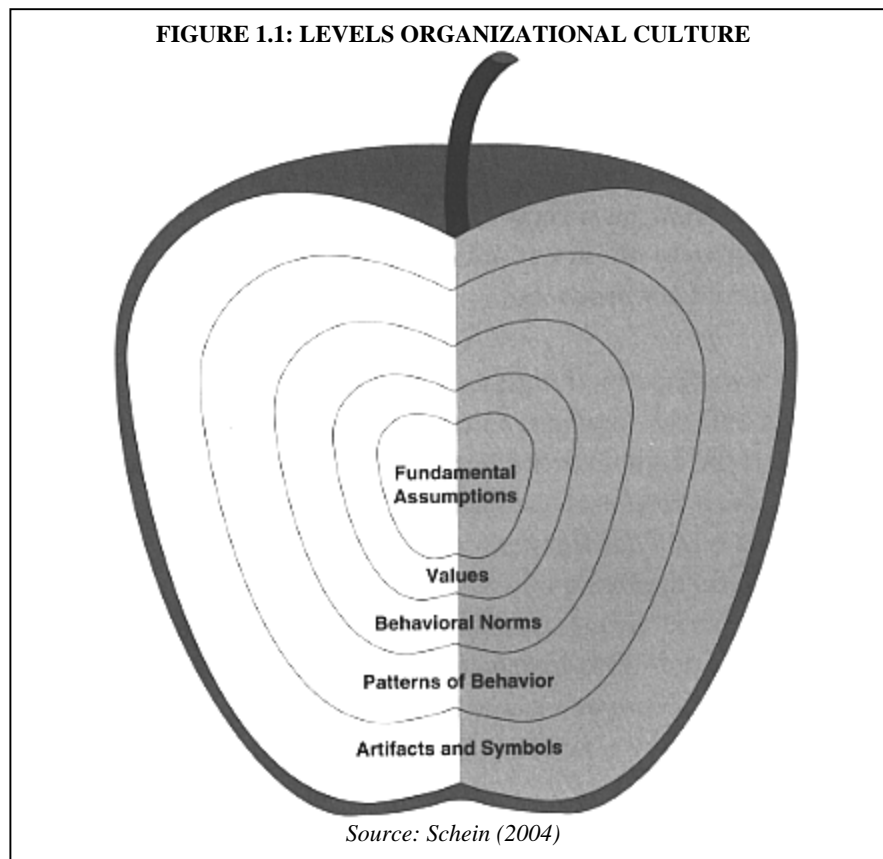 FIGURE 1.1: LEVELS ORGANIZATIONAL CULTURE
Fundamental
Assumptions
Values
Behavioral Norms
Patterns of Behavior
Artifacts and Symbols
Source: Schein (2004)